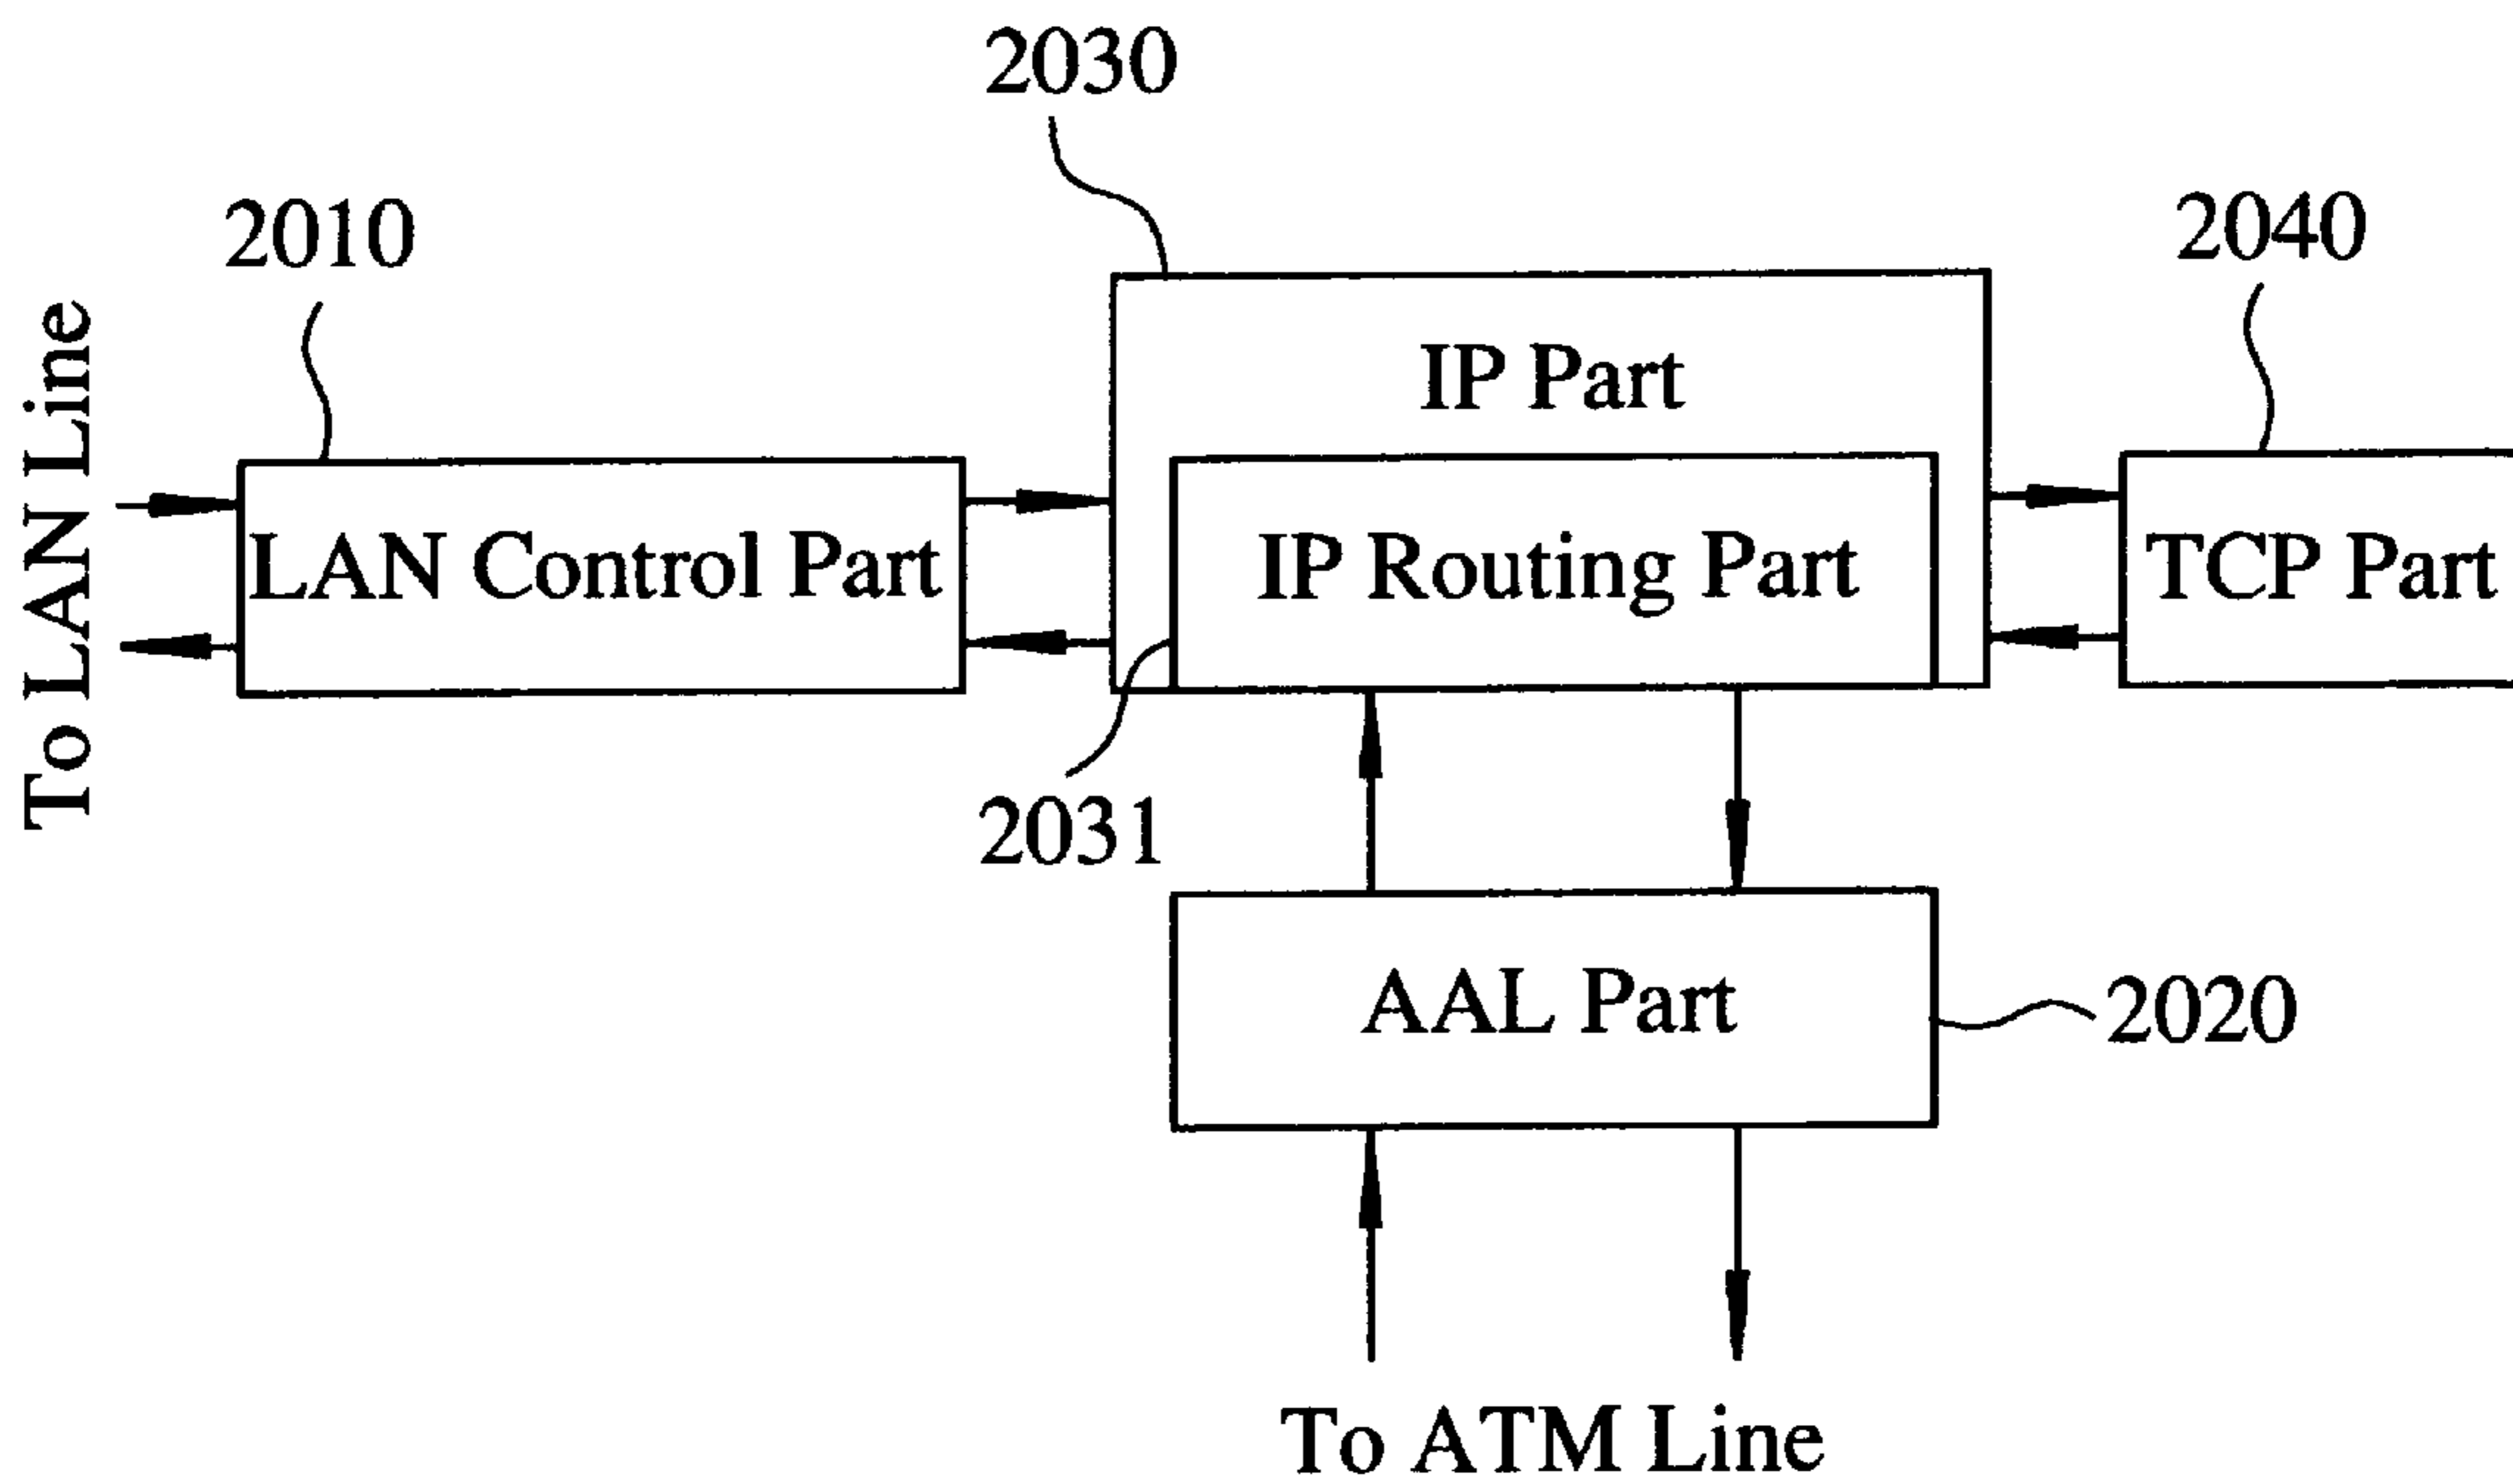 2030
2010
2040
To LAN Line
IP Part
LAN Control Part
IP Routing Part
TCP Part
2031
AAL Part
2020
To ATM Line